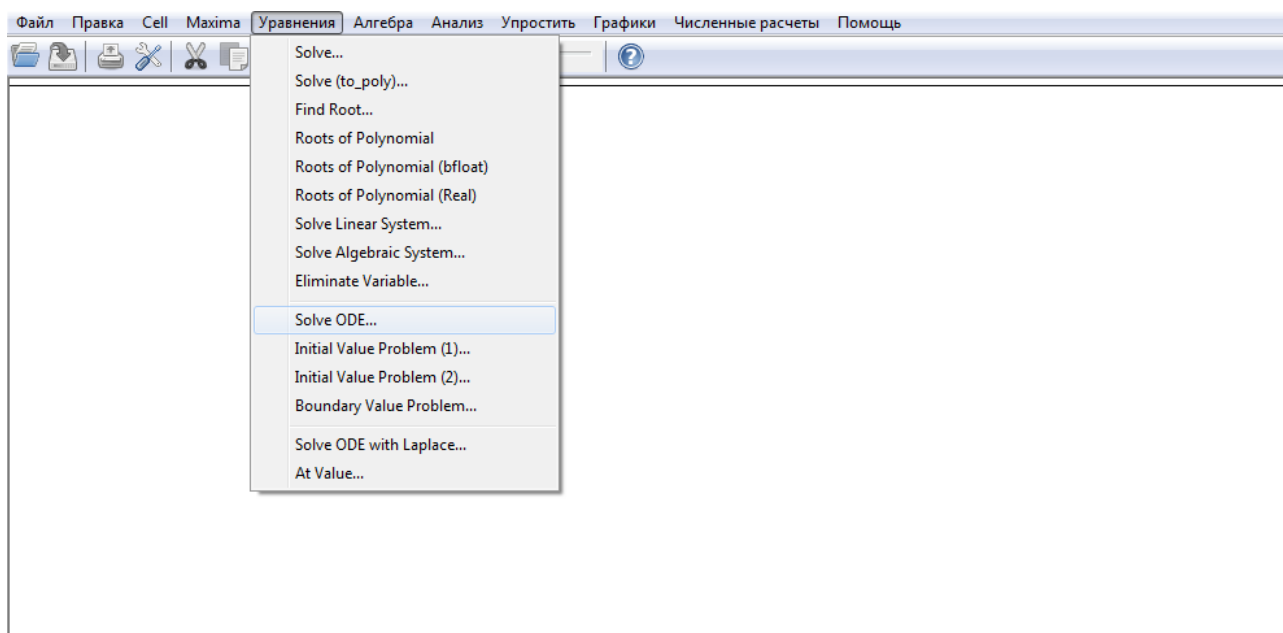 Файл Правка Cell Maxima Уравнения Алгебра Анализ Упростить Графики Численные расчеты Помощь
Solve...
Solve (to_poly)...
Find Root...
Roots of Polynomial
Roots of Polynomial (bfloat)
Roots of Polynomial (Real)
Solve Linear System...
Solve Algebraic System...
Eliminate Variable...
Solve ODE...
Initial Value Problem (1)...
Initial Value Problem (2)...
Boundary Value Problem...
Solve ODE with Laplace...
At Value...